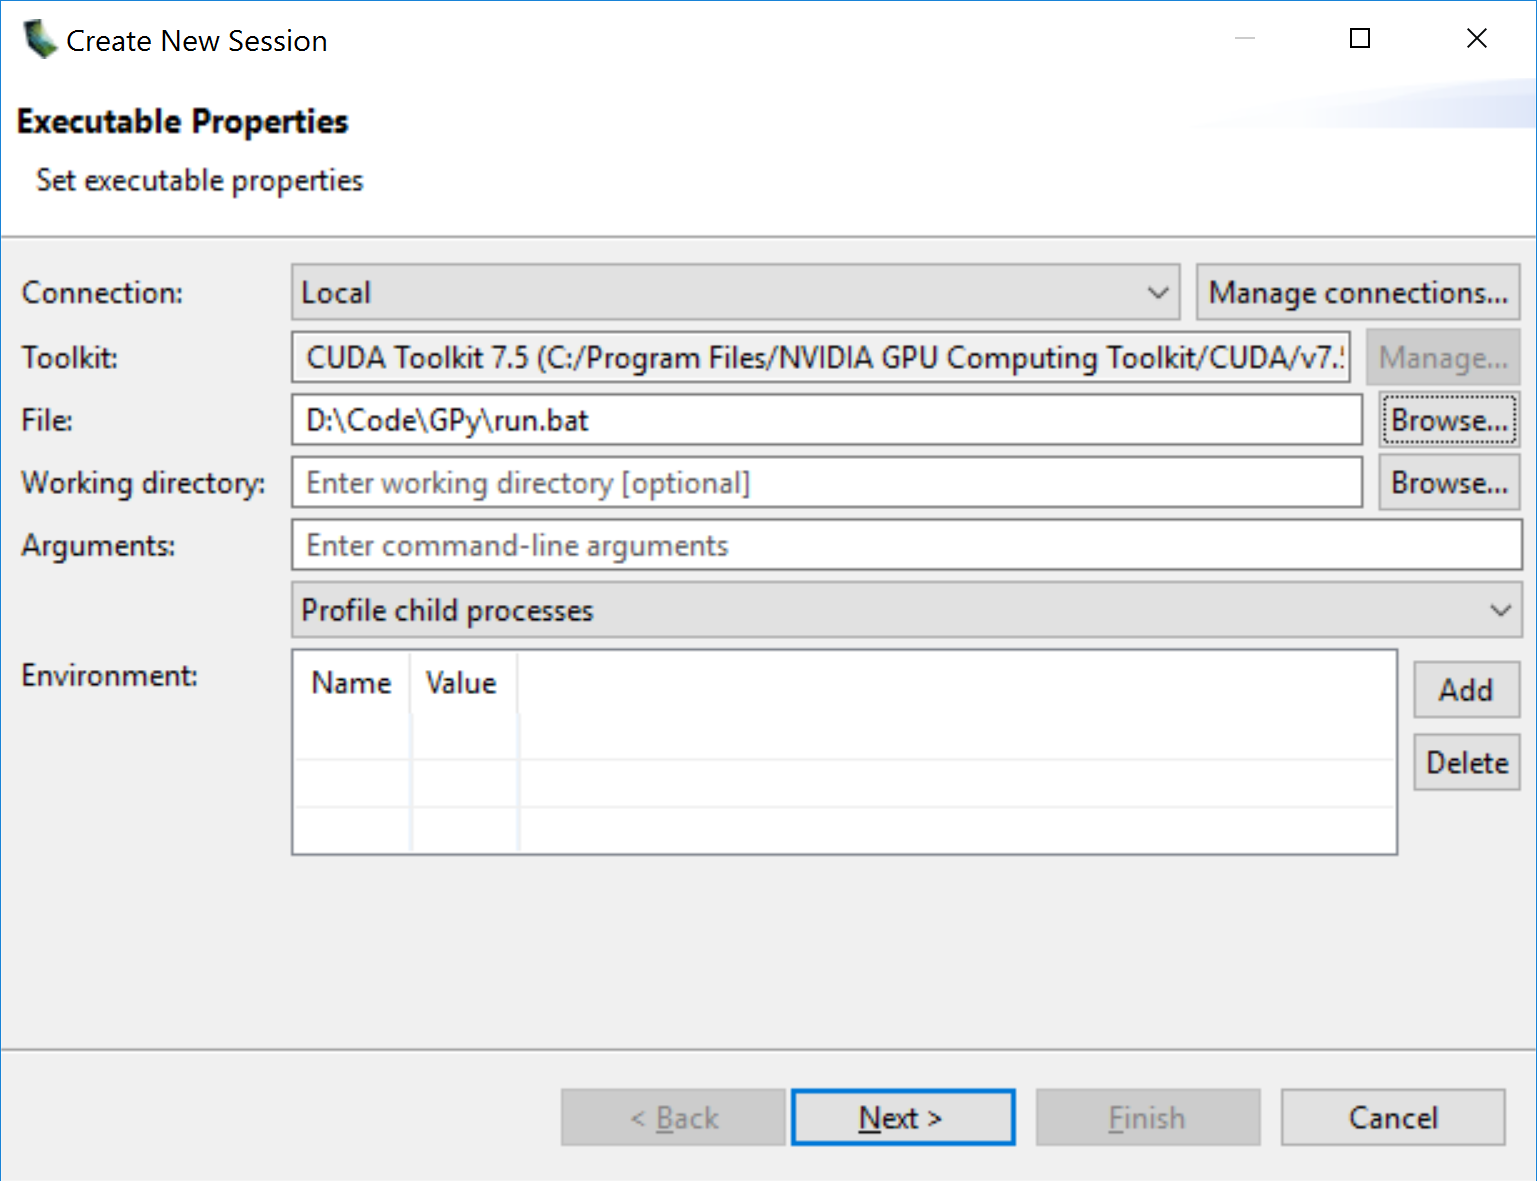 Create New Session
Executable Properties
Set executable properties
Connection: Local Manage connections...
Toolkit: CUDA Toolkit 7.5 (C:/Program Files/NVIDIA GPU Computing Toolkit/CUDA/v7.5 Manage...
File: D:\Code\GPy\run.bat Browse...
Working directory: Enter working directory [optional] Browse...
Arguments: Enter command-line arguments
Profile child processes
Environment: Name Value Add
Delete
< Back Next > Finish Cancel